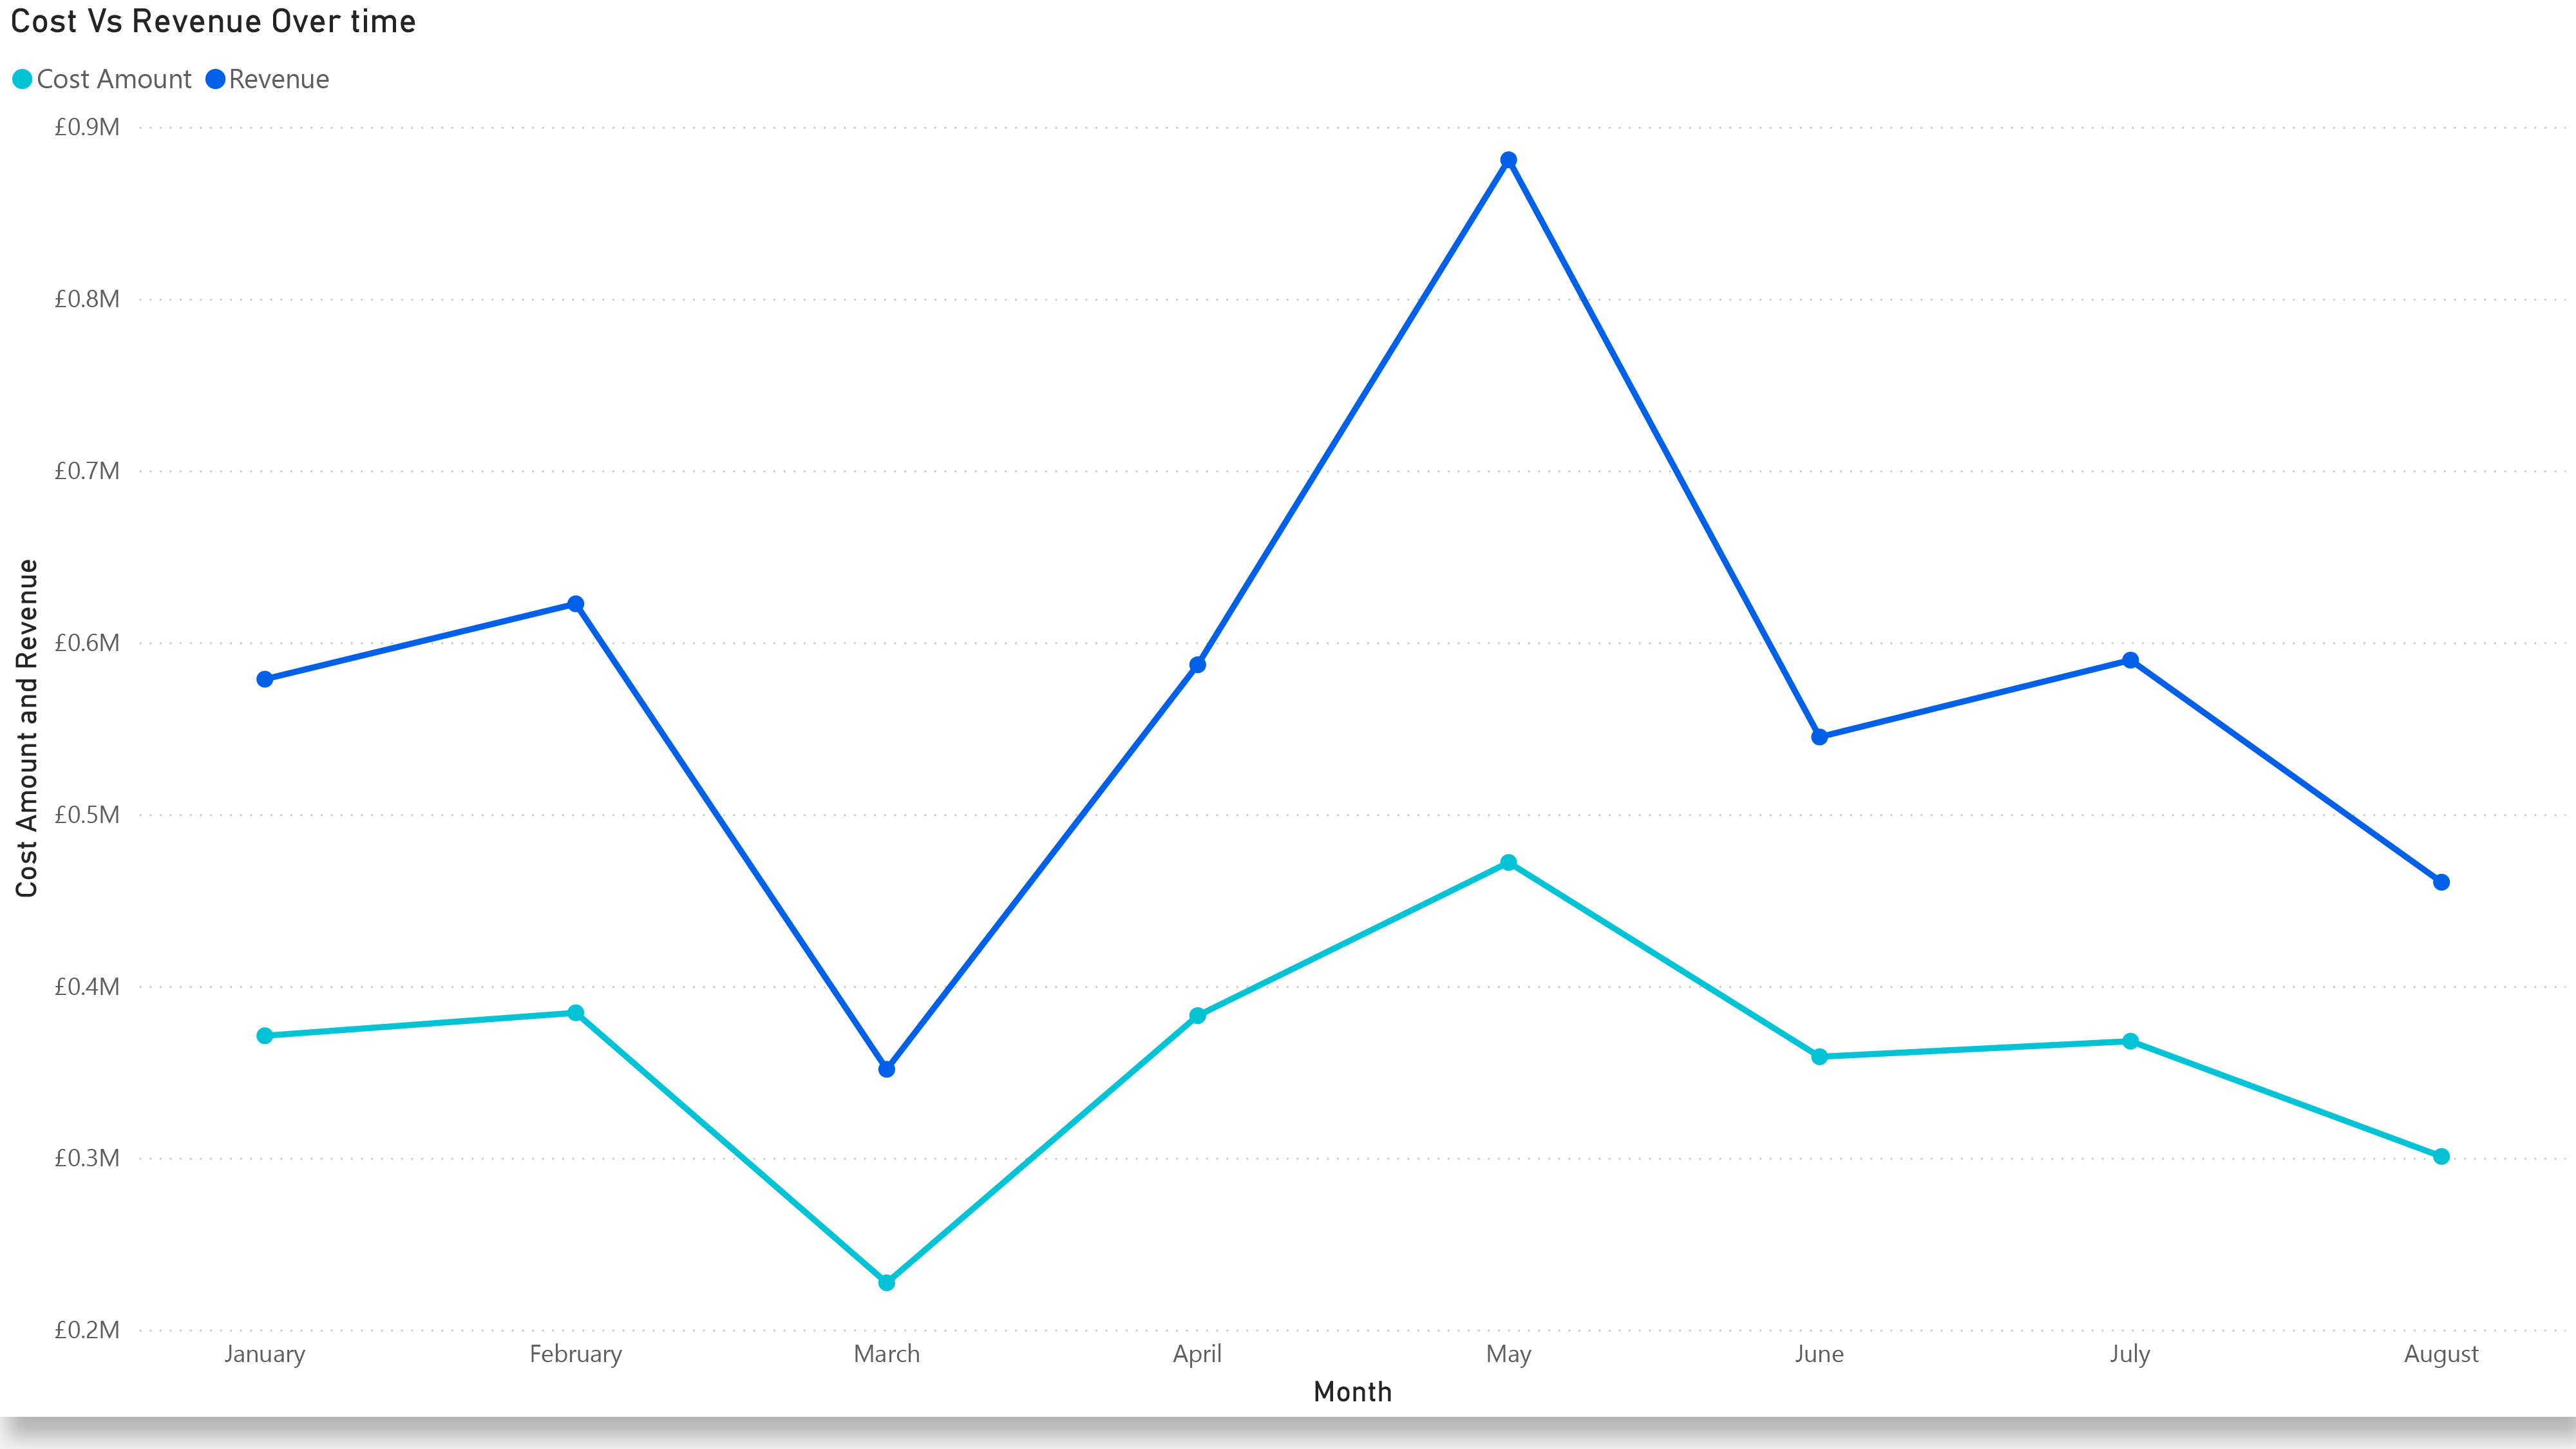 Cost Vs Revenue Over time
Cost Amount Revenue
£0.9M
£0.8M
£0.7M
£0.6M
£0.5M
£0.4M
£0.3M
£0.2M
Cost Amount and Revenue
January February March April May June July August
Month